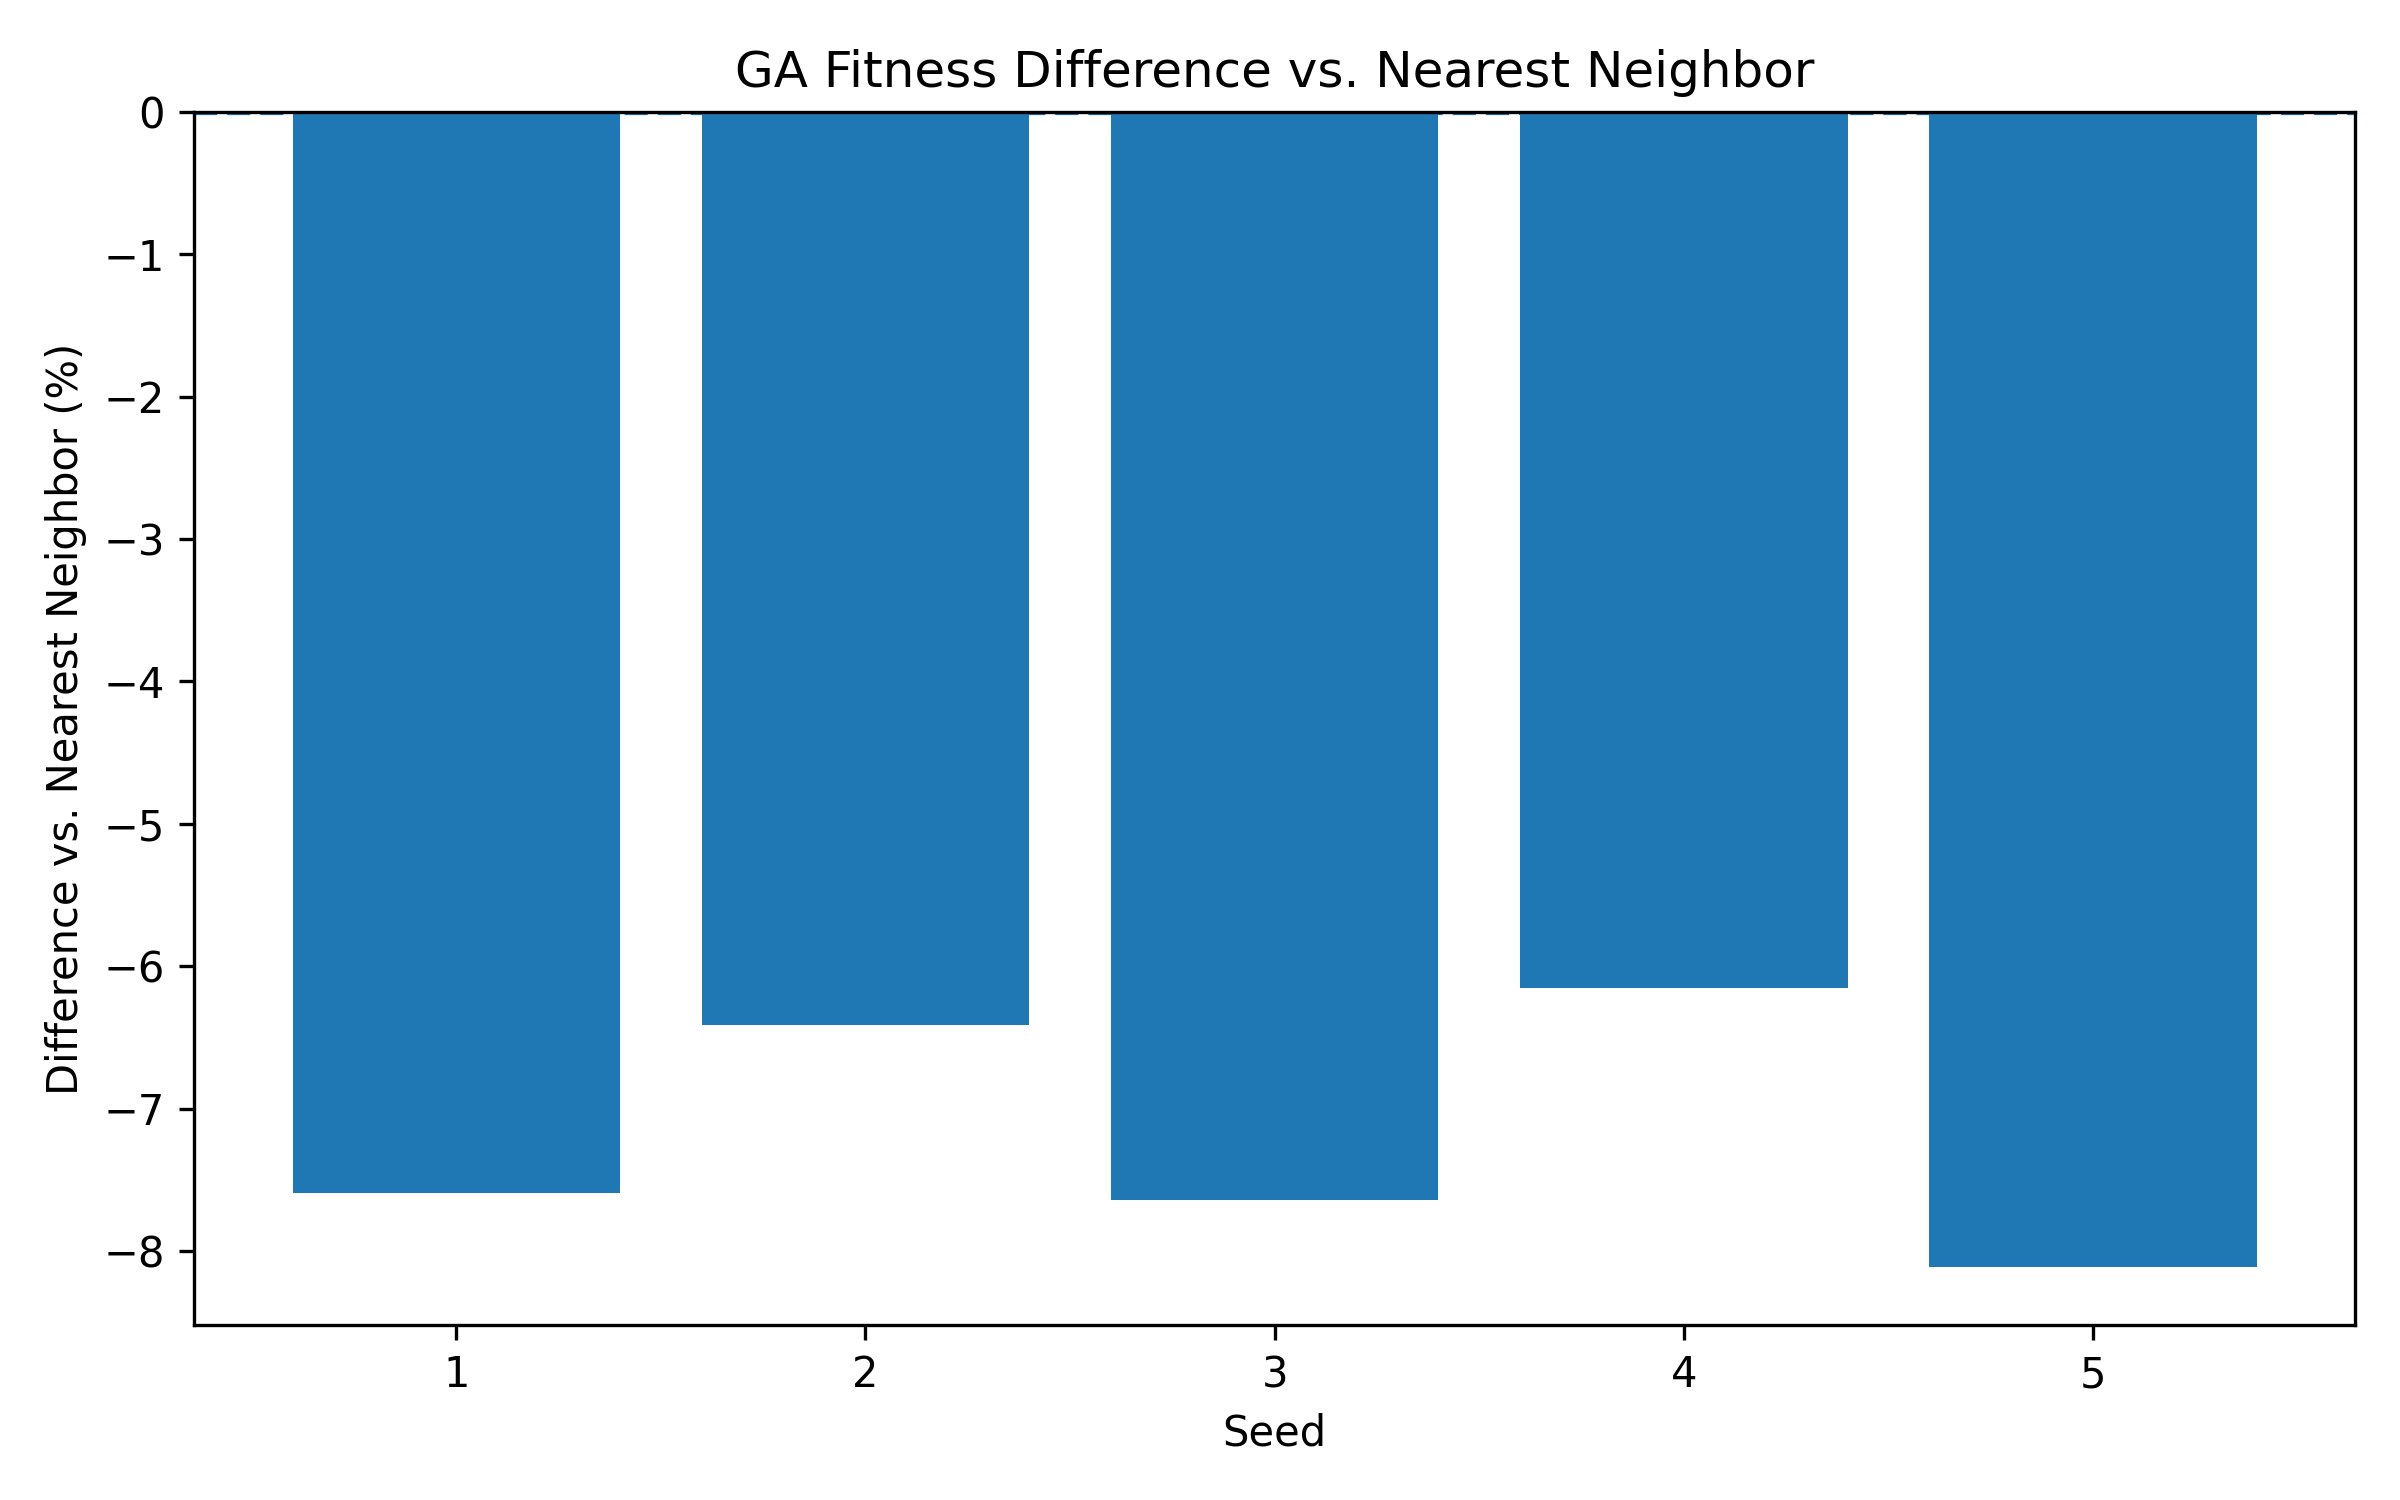 GA Fitness Difference vs. Nearest Neighbor
Difference vs. Nearest Neighbor (%)
0
−1
−2
−3
−4
−5
−6
−7
−8
1 2 3 4 5
Seed